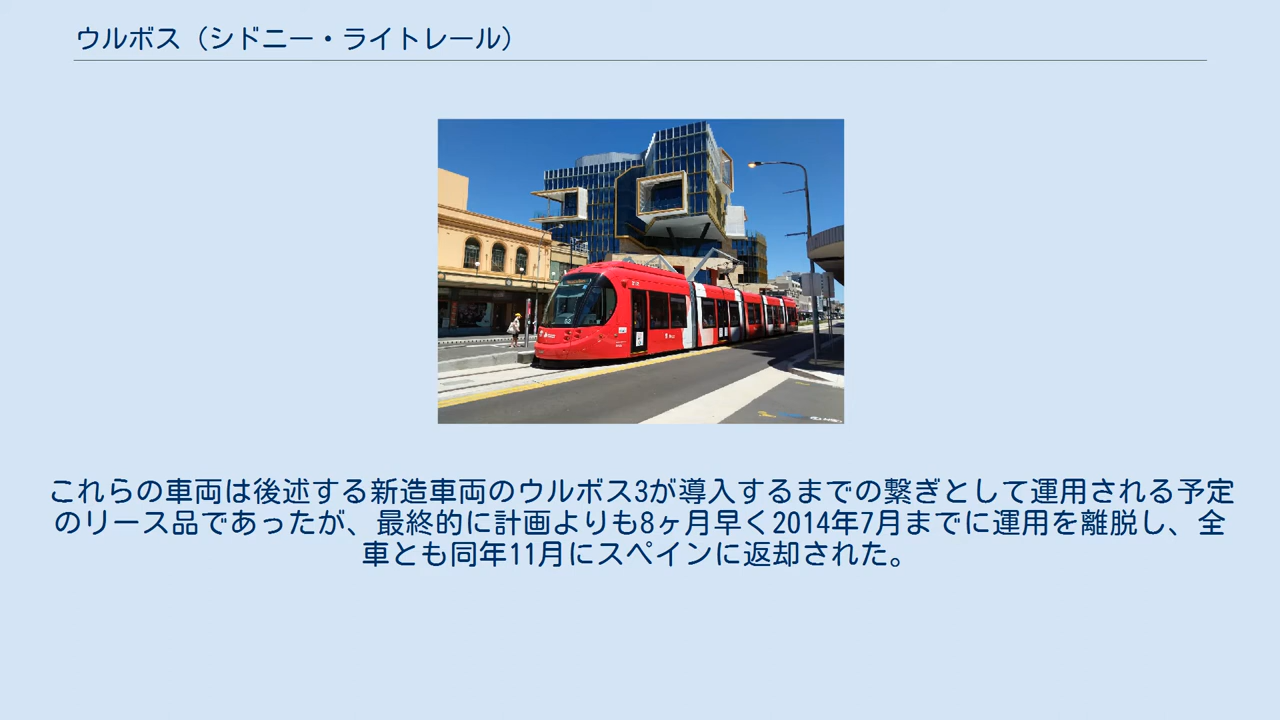 ウルボス（シドニー・ライトレール）
これらの車両は後述する新造車両のウルボス3が導入するまでの繋ぎとして運用される予定
のリース品であったが、最終的に計画よりも8ヶ月早く2014年7月までに運用を離脱し、全
車とも同年11月にスペインに返却された。